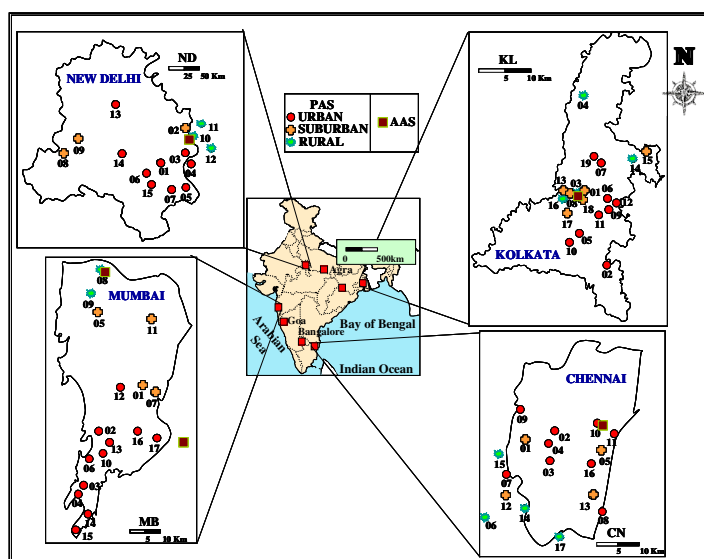 ND
25 50 Km
NEW DELHI
13
02
11
10
09
08
14
03
12
01
04
06
15
07
05
PAS
URBAN
SUBURBAN
RURAL
AAS
KL
5 10 Km
N
04
19
07
15
14
13
03
01
16
08
18
06
12
09
17
11
05
10
02
KOLKATA
0 500km
Agra
Goa
Bangalore
Arabian
Sea
Bay of Bengal
Indian Ocean
08
MUMBAI
09
05
11
12
01
07
02
13
16
17
06
10
03
04
14
15
MB
5 10 Km
CHENNAI
09
10
11
01
02
04
05
15
03
16
07
12
13
06
14
08
17
CN
5 10 Km